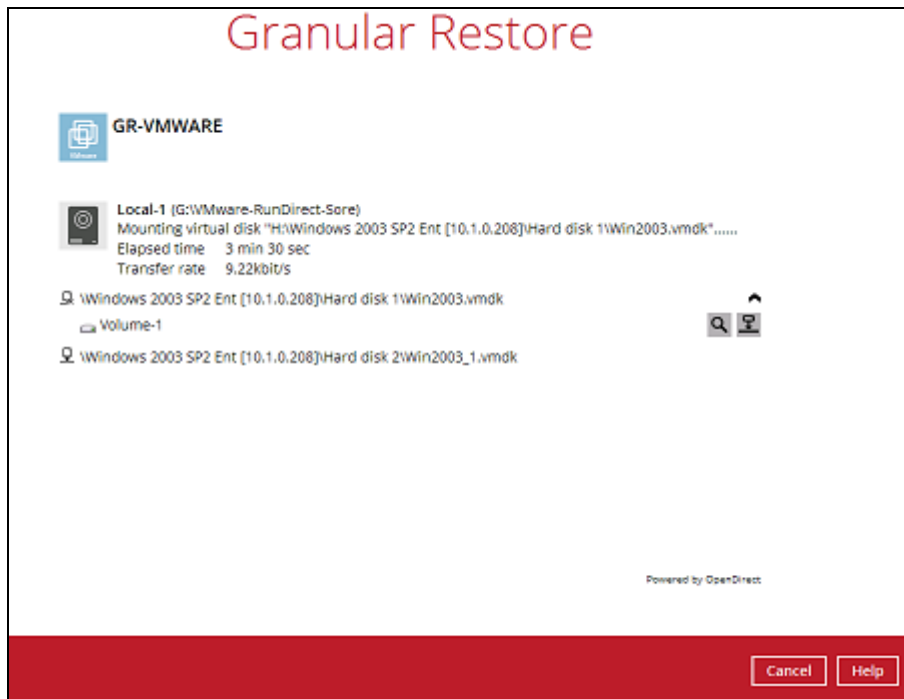 Granular Restore
GR-VMWARE
VMware
Local-1 (G:\VMware-RunDirect-Sore)
Mounting virtual disk "H:\Windows 2003 SP2 Ent [10.1.0.208]\Hard disk 1\Win2003.vmdk"......
Elapsed time 3 min 30 sec
Transfer rate 9.22kbit/s
\Windows 2003 SP2 Ent [10.1.0.208]\Hard disk 1\Win2003.vmdk
Volume-1
\Windows 2003 SP2 Ent [10.1.0.208]\Hard disk 2\Win2003_1.vmdk
Powered by OpenDirect
Cancel Help